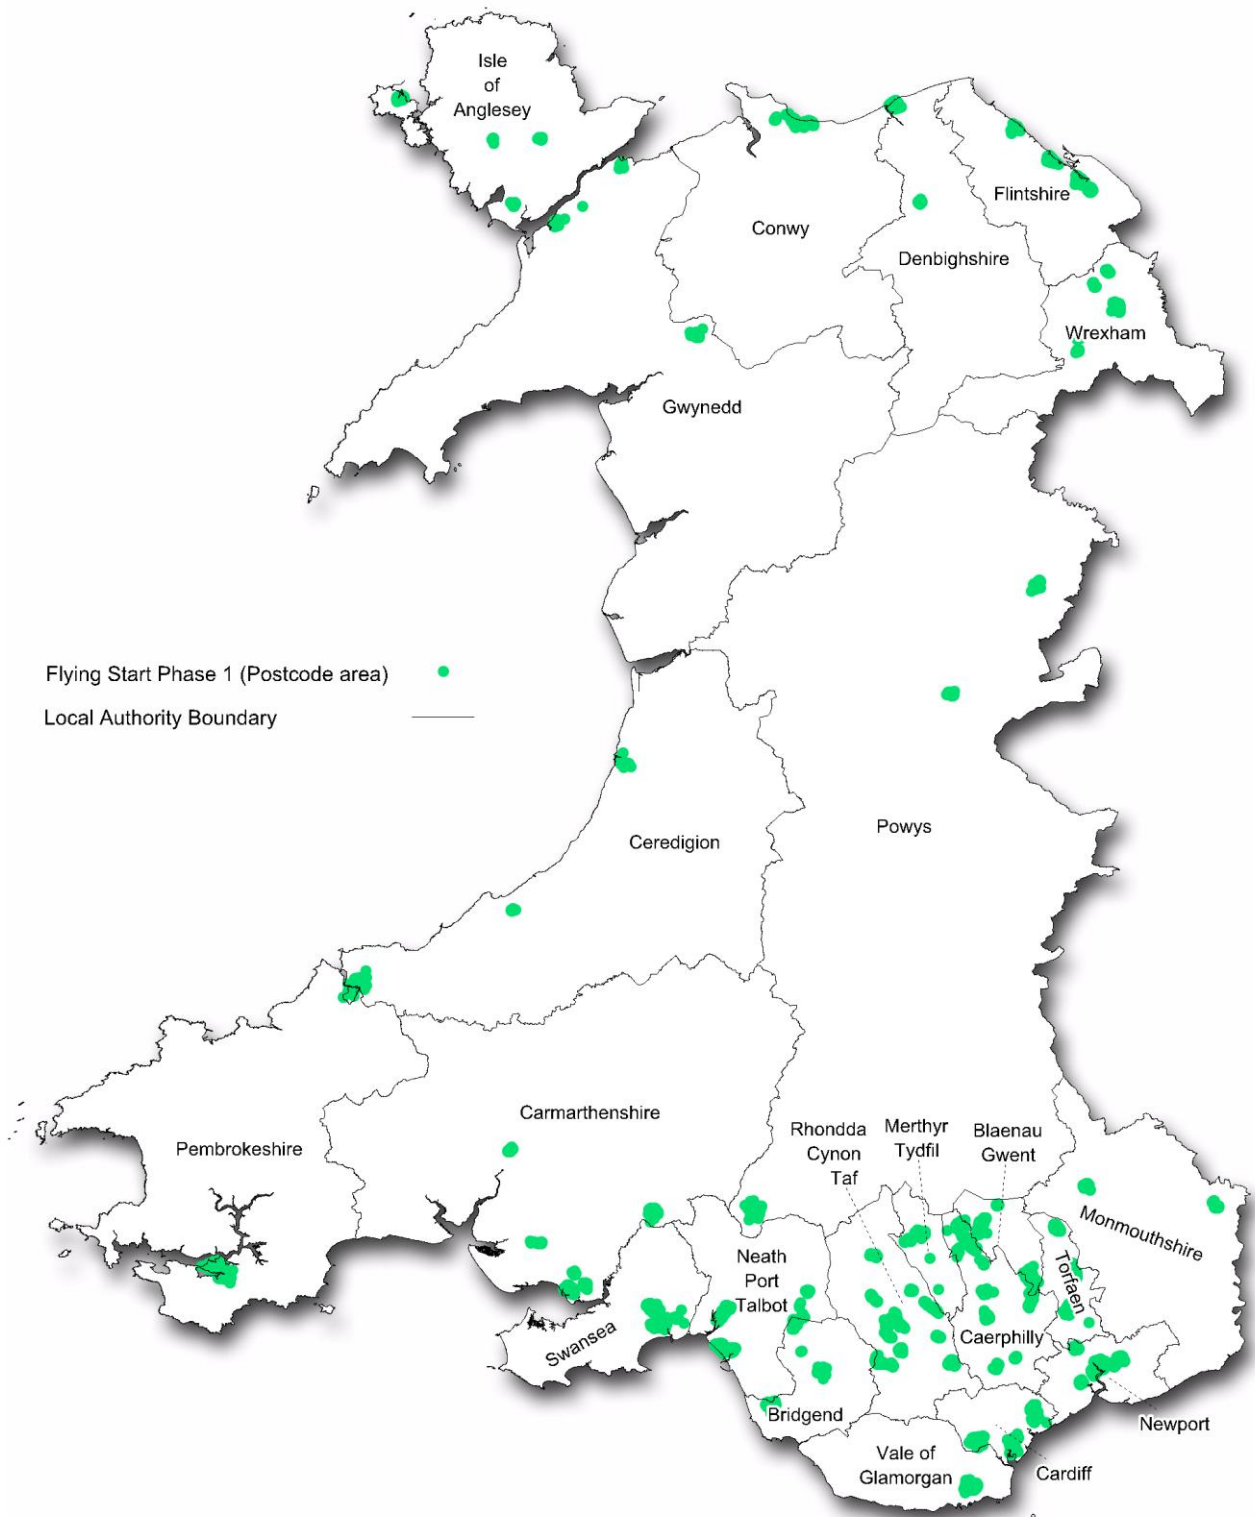 Isle
of
Anglesey
Flintshire
Conwy
Denbighshire
Wrexham
Gwynedd
Flying Start Phase 1 (Postcode area)
Local Authority Boundary
Ceredigion
Powys
Carmarthenshire
Pembrokeshire
Rhondda
Cynon
Taf
Merthyr
Tydfil
Blaenau
Gwent
Monmouthshire
Neath
Port
Talbot
Torfaen
Swansea
Caerphilly
Bridgend
Newport
Vale of
Glamorgan
Cardiff